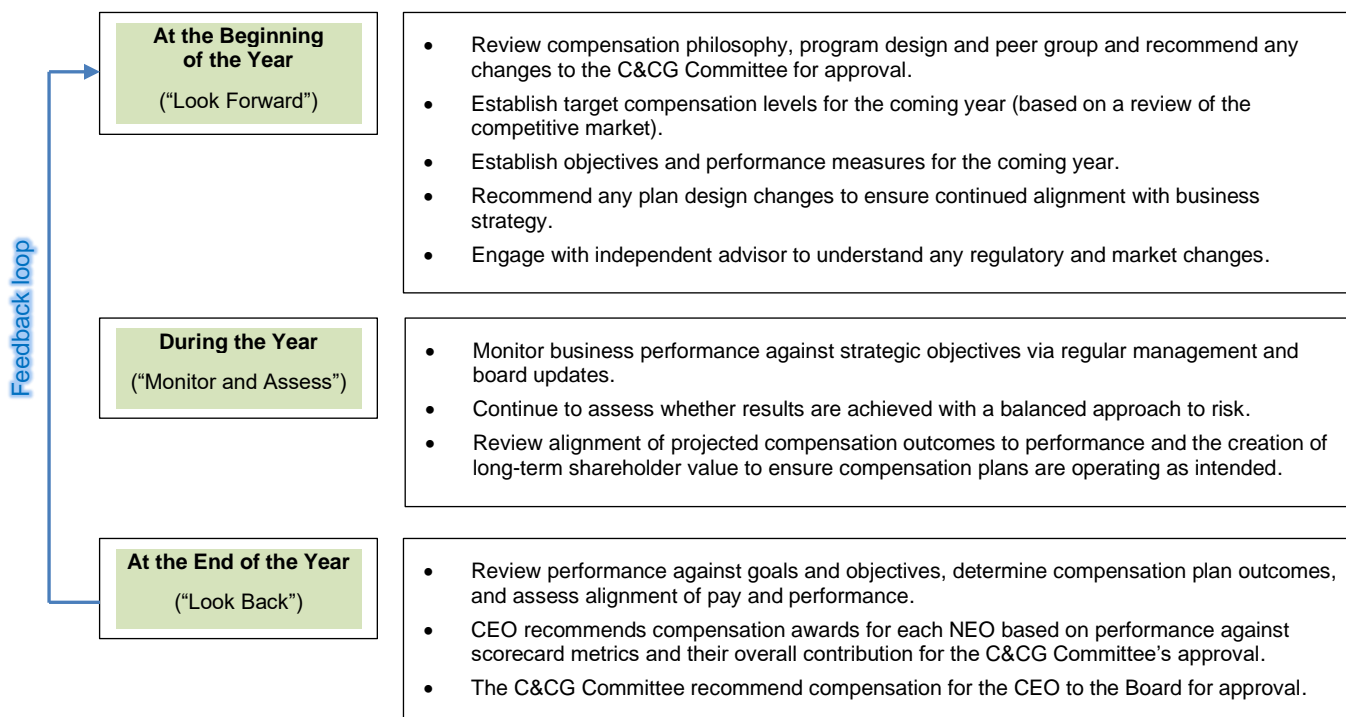 Feedback loop
At the Beginning
of the Year
(“Look Forward”)
• Review compensation philosophy, program design and peer group and recommend any
changes to the C&CG Committee for approval.
• Establish target compensation levels for the coming year (based on a review of the
competitive market).
• Establish objectives and performance measures for the coming year.
• Recommend any plan design changes to ensure continued alignment with business
strategy.
• Engage with independent advisor to understand any regulatory and market changes.
During the Year
(“Monitor and Assess”)
• Monitor business performance against strategic objectives via regular management and
board updates.
• Continue to assess whether results are achieved with a balanced approach to risk.
• Review alignment of projected compensation outcomes to performance and the creation of
long-term shareholder value to ensure compensation plans are operating as intended.
At the End of the Year
(“Look Back”)
• Review performance against goals and objectives, determine compensation plan outcomes,
and assess alignment of pay and performance.
• CEO recommends compensation awards for each NEO based on performance against
scorecard metrics and their overall contribution for the C&CG Committee’s approval.
• The C&CG Committee recommend compensation for the CEO to the Board for approval.